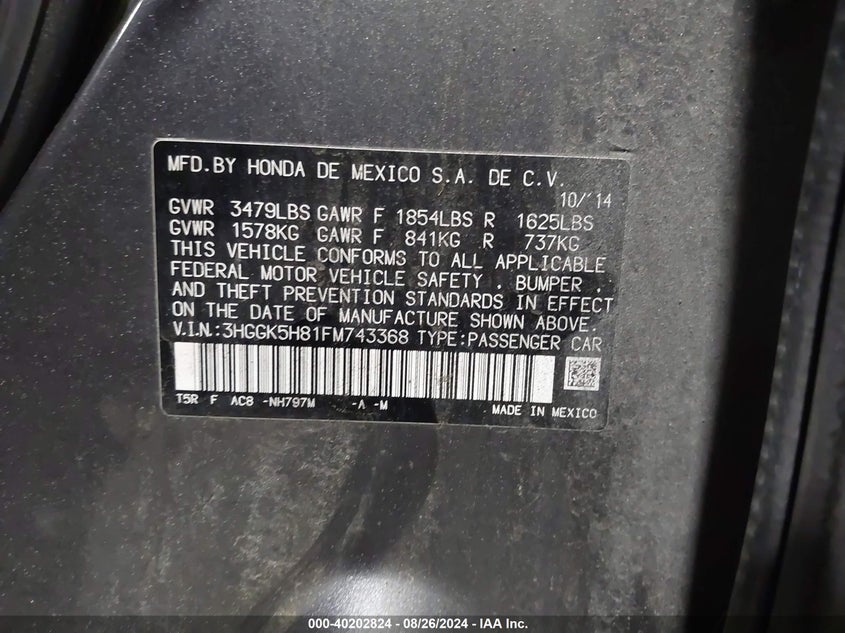 MFD.BY HONDA DE MEXICO S.A. DE C.V.
10/'14
GVWR 3479LBS GAWR F 1854LBS R 1625LBS
GVWR 1578KG GAWR F 841KG R 737KG
THIS VEHICLE CONFORMS TO ALL APPLICABLE
FEDERAL MOTOR VEHICLE SAFETY , BUMPER ,
AND THEFT PREVENTION STANDARDS IN EFFECT
ON THE DATE OF MANUFACTURE SHOWN ABOVE.
V.I.N.:3HGGK5H81FM743368 TYPE:PASSENGER CAR
T5R F AC8 -NH797M -A -M
MADE IN MEXICO
000-40202824 - 08/26/2024 - IAA Inc.